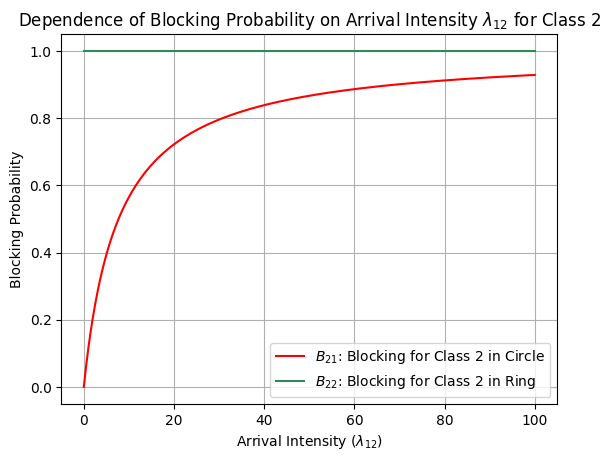 Dependence of Blocking Probability on Arrival Intensity λ₁₂ for Class 2
Blocking Probability
1.0
0.8
0.6
0.4
0.2
0.0
B₂₁: Blocking for Class 2 in Circle
B₂₂: Blocking for Class 2 in Ring
0 20 40 60 80 100
Arrival Intensity (λ₁₂)